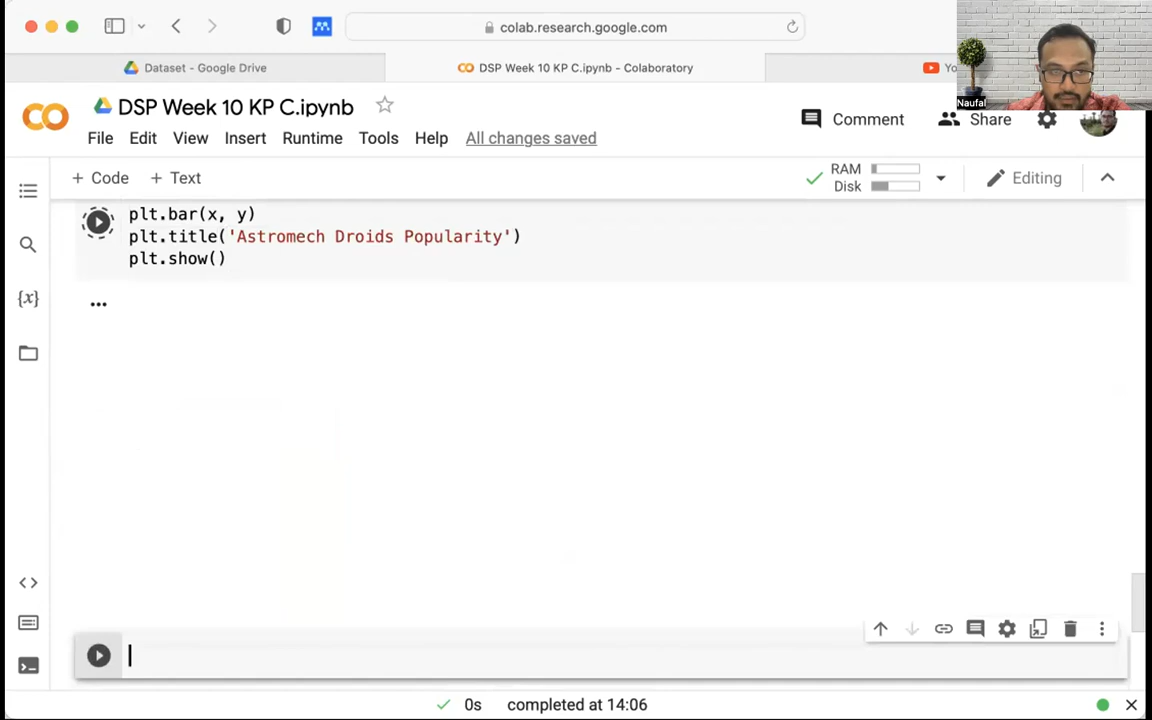 colab.research.google.com
Dataset - Google Drive
DSP Week 10 KP C.ipynb - Colaboratory
Yo
Naufal
DSP Week 10 KP C.ipynb
Comment
Share
File Edit View Insert Runtime Tools Help All changes saved
+ Code + Text
RAM
Disk
Editing
plt.bar(x, y)
plt.title('Astromech Droids Popularity')
plt.show()
...
{x}
0s completed at 14:06